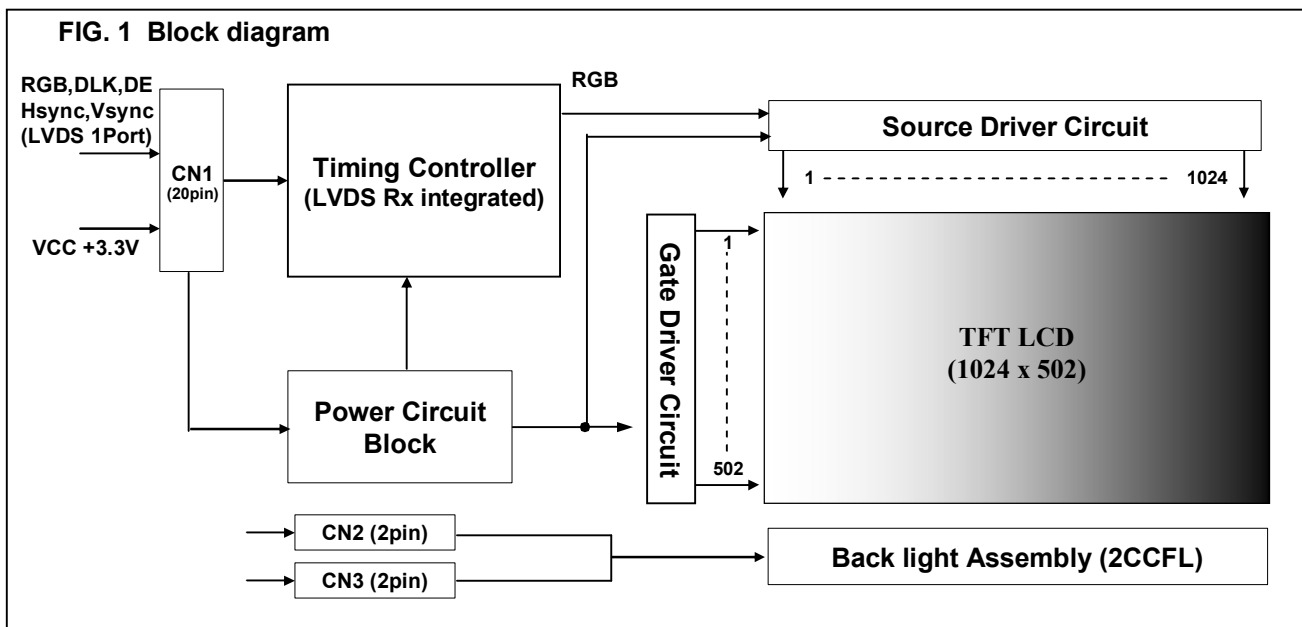 FIG. 1 Block diagram
RGB,DLK,DE
Hsync,Vsync
(LVDS 1Port)
VCC +3.3V
CN1
(20pin)
Timing Controller
(LVDS Rx integrated)
RGB
Source Driver Circuit
1
1024
Power Circuit
Block
Gate Driver Circuit
1
502
TFT LCD
(1024 x 502)
CN2 (2pin)
CN3 (2pin)
Back light Assembly (2CCFL)